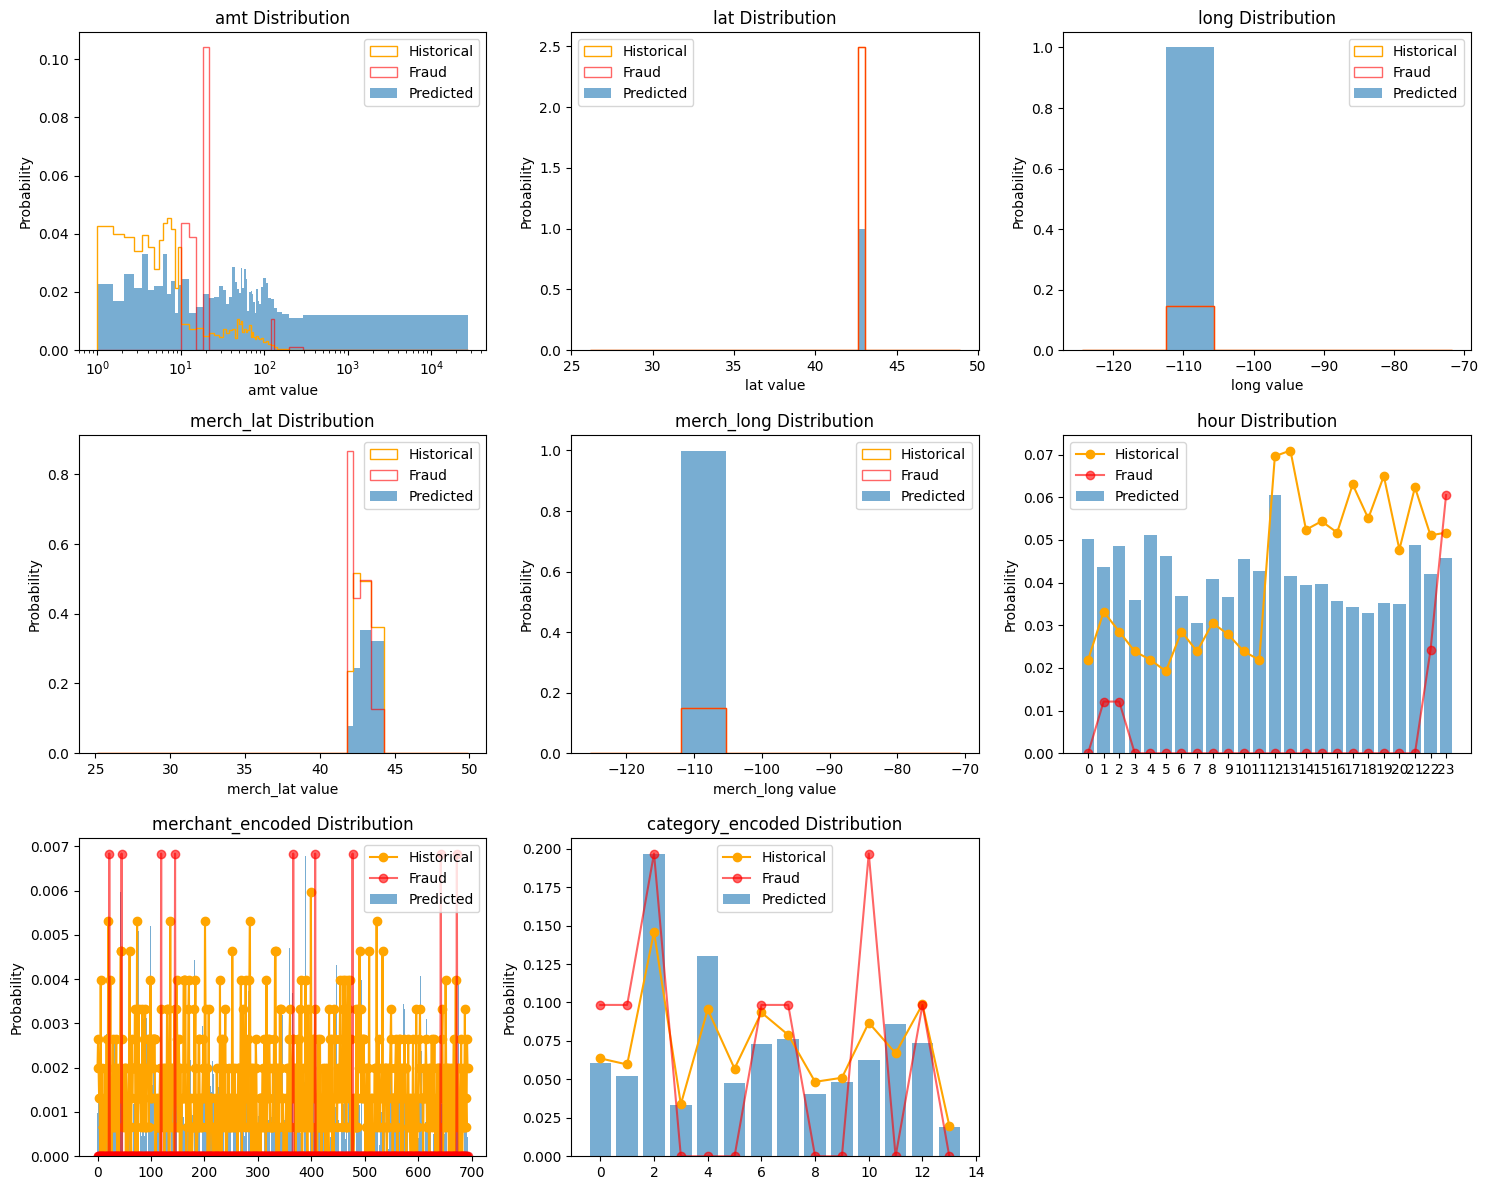 amt Distribution
Probability
0.10
0.08
0.06
0.04
0.02
0.00
Historical
Fraud
Predicted
10⁰ 10¹ 10² 10³ 10⁴
amt value
lat Distribution
Probability
2.5
2.0
1.5
1.0
0.5
0.0
Historical
Fraud
Predicted
25 30 35 40 45 50
lat value
long Distribution
Probability
1.0
0.8
0.6
0.4
0.2
0.0
Historical
Fraud
Predicted
−120 −110 −100 −90 −80 −70
long value
merch_lat Distribution
Probability
0.8
0.6
0.4
0.2
0.0
Historical
Fraud
Predicted
25 30 35 40 45 50
merch_lat value
merch_long Distribution
Probability
1.0
0.8
0.6
0.4
0.2
0.0
Historical
Fraud
Predicted
−120 −110 −100 −90 −80 −70
merch_long value
hour Distribution
Probability
0.07
0.06
0.05
0.04
0.03
0.02
0.01
0.00
Historical
Fraud
Predicted
0 1 2 3 4 5 6 7 8 9 10 11 12 13 14 15 16 17 18 19 20 21 22 23
merchant_encoded Distribution
Probability
0.007
0.006
0.005
0.004
0.003
0.002
0.001
0.000
Historical
Fraud
Predicted
0 100 200 300 400 500 600 700
category_encoded Distribution
Probability
0.200
0.175
0.150
0.125
0.100
0.075
0.050
0.025
0.000
Historical
Fraud
Predicted
0 2 4 6 8 10 12 14